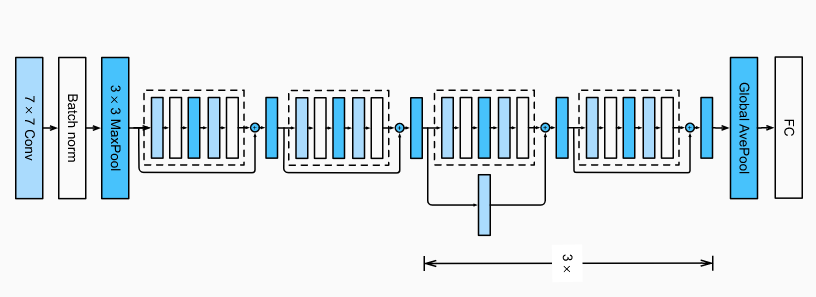 7 × 7 Conv
Batch norm
3 × 3 MaxPool
+
+
+
+
Global AvePool
FC
3 ×